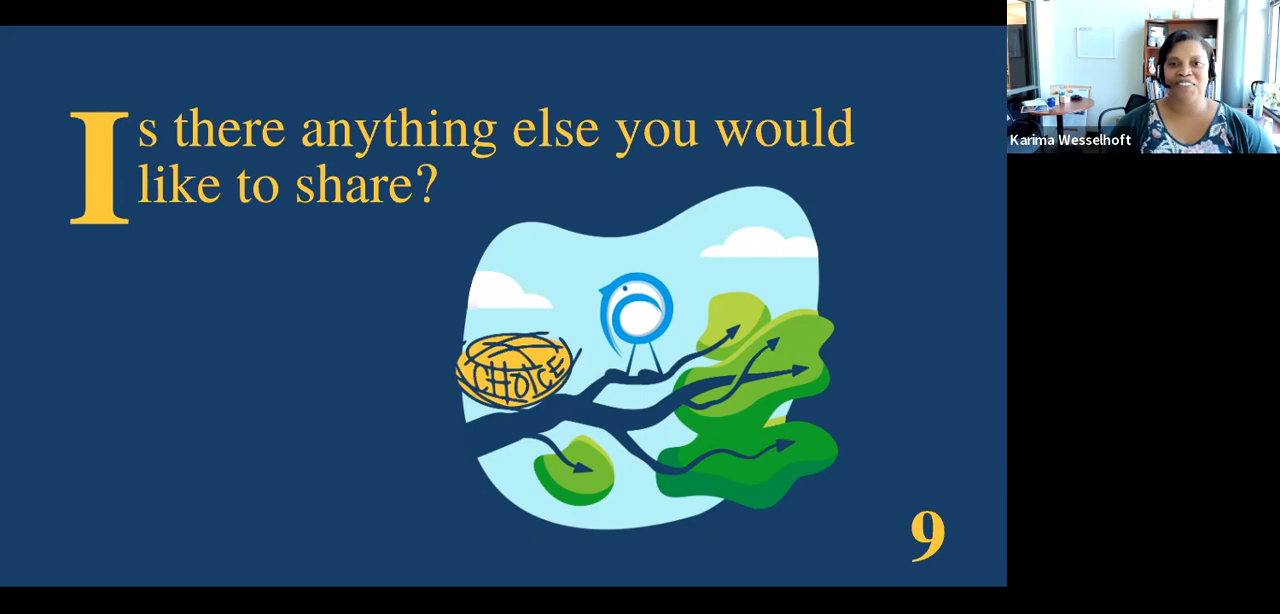 Is there anything else you would
like to share?
CHOICE
9
Karima Wesselhoft